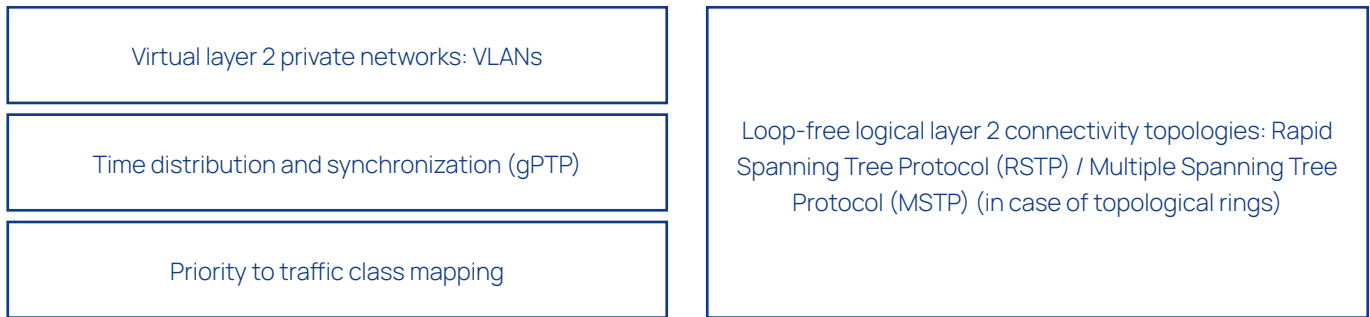 Virtual layer 2 private networks: VLANs
Time distribution and synchronization (gPTP)
Priority to traffic class mapping
Loop-free logical layer 2 connectivity topologies: Rapid
Spanning Tree Protocol (RSTP) / Multiple Spanning Tree
Protocol (MSTP) (in case of topological rings)